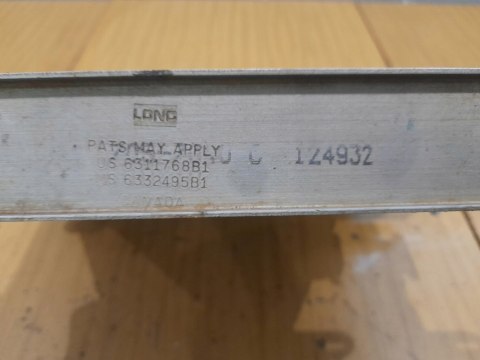 LONG
PATS MAY APPLY
US 6311768B1 124932
US 6332495B1